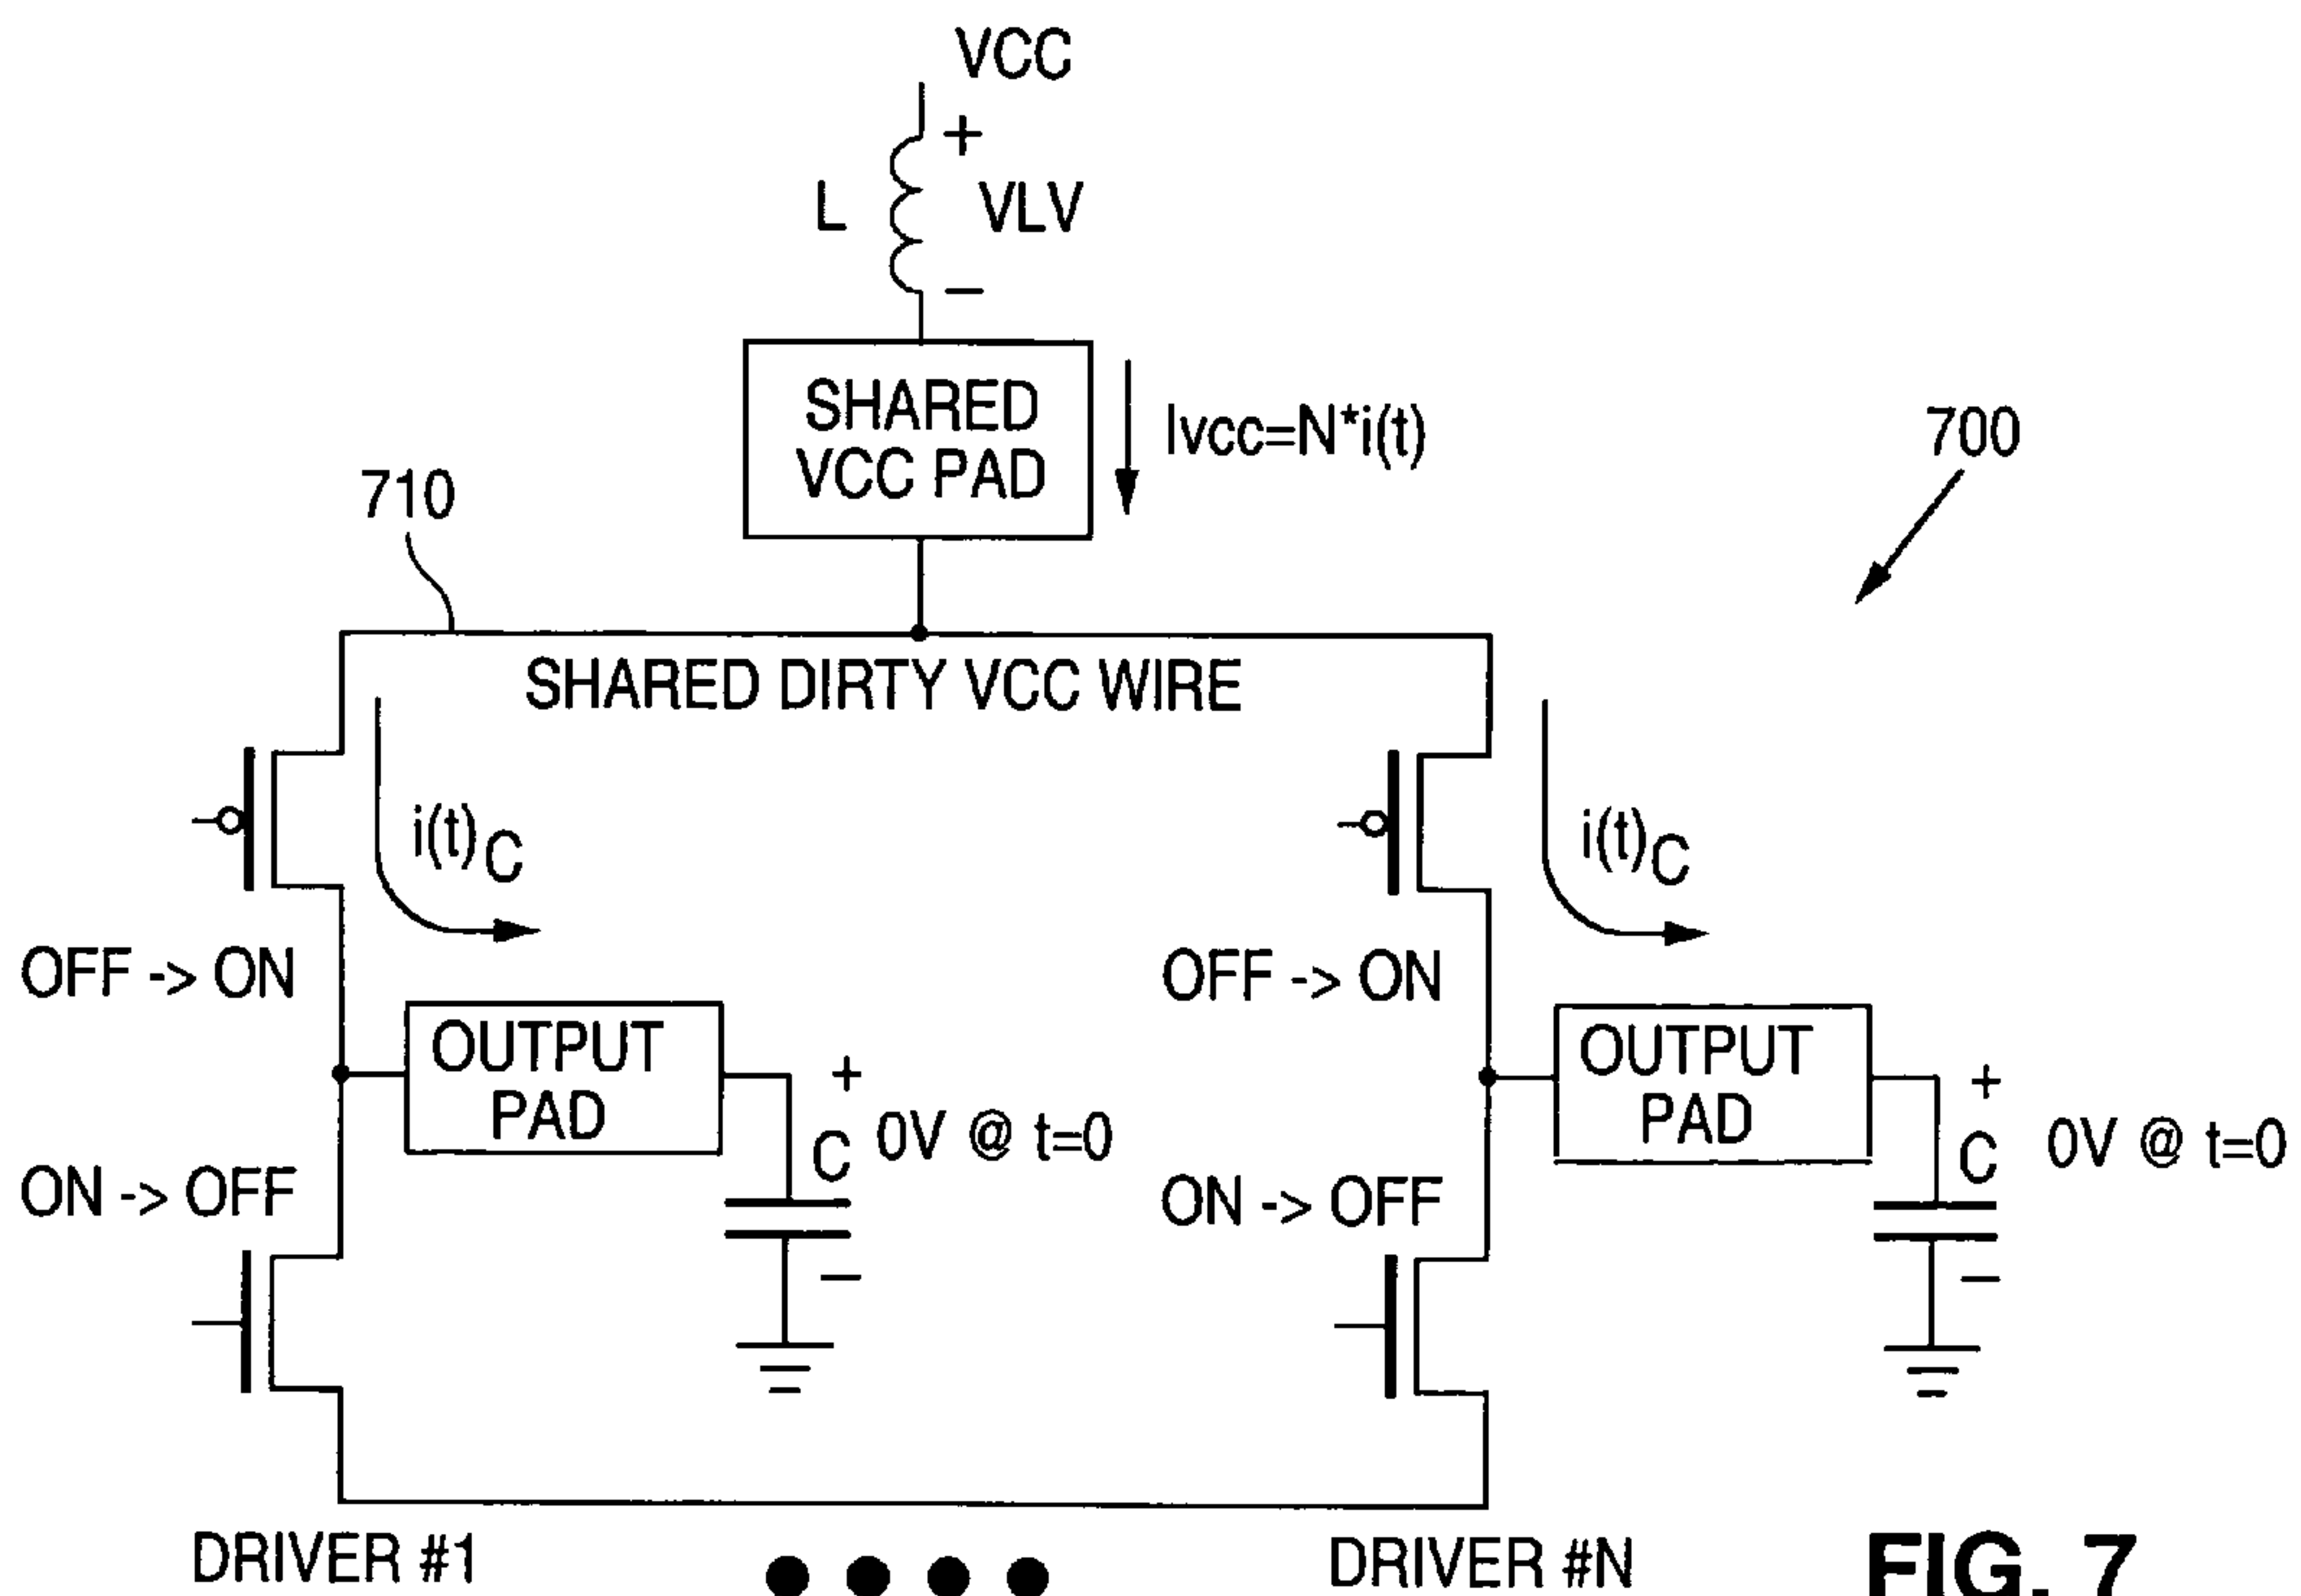 VCC
+
L
VLV
−
SHARED
VCC PAD
Ivcc=N*i(t)
700
710
SHARED DIRTY VCC WIRE
i(t)C
i(t)C
OFF -> ON
OFF -> ON
OUTPUT
PAD
+
C
0V @ t=0
−
OUTPUT
PAD
+
C
0V @ t=0
−
ON -> OFF
ON -> OFF
DRIVER #1
DRIVER #N
FIG. 7